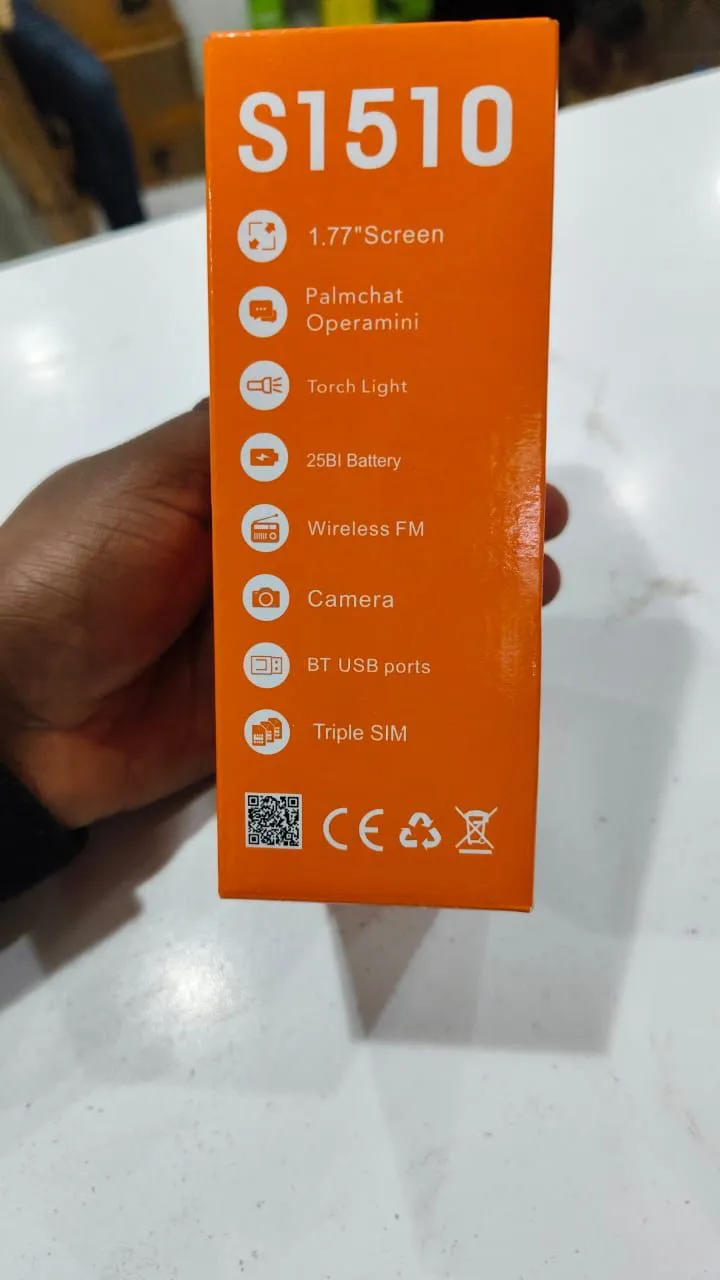 S1510
1.77"Screen
Palmchat
Operamini
Torch Light
25BI Battery
Wireless FM
Camera
BT USB ports
Triple SIM
CE